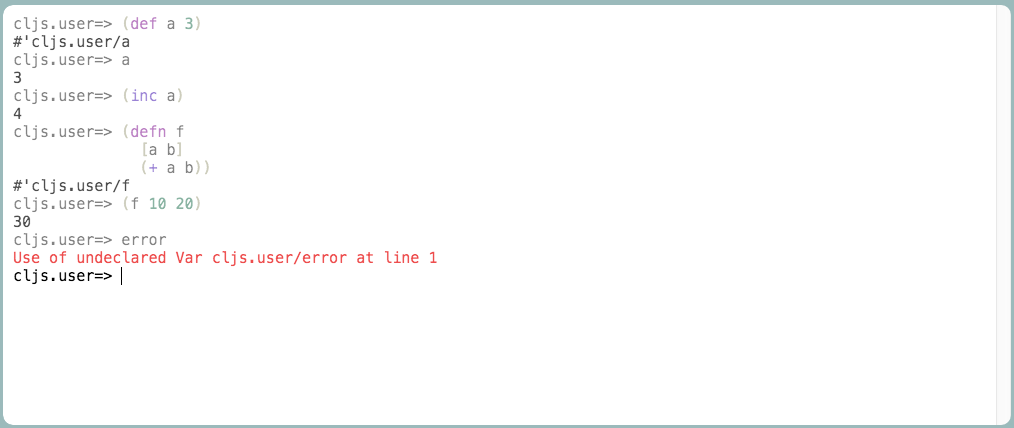 cljs.user=> (def a 3)
#'cljs.user/a
cljs.user=> a
3
cljs.user=> (inc a)
4
cljs.user=> (defn f
              [a b]
              (+ a b))
#'cljs.user/f
cljs.user=> (f 10 20)
30
cljs.user=> error
Use of undeclared Var cljs.user/error at line 1
cljs.user=>